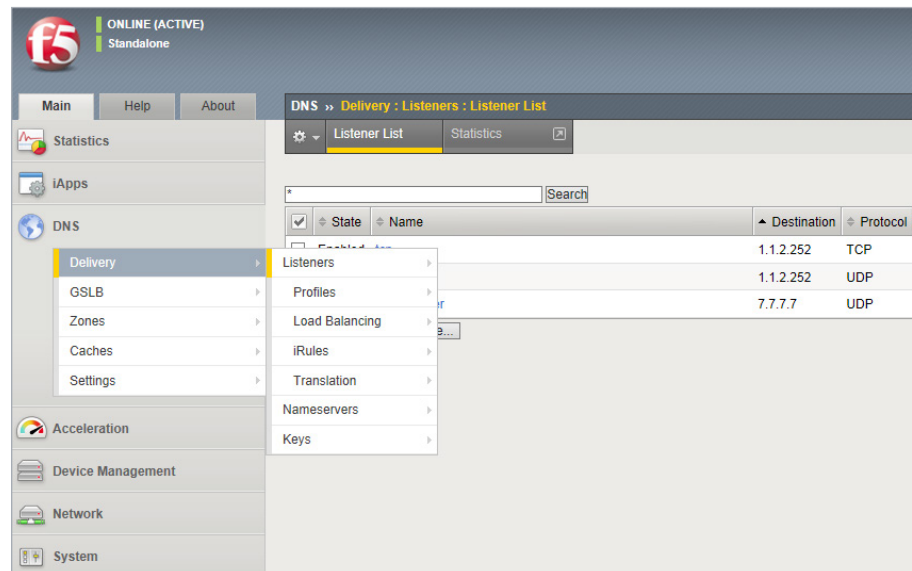 f5
ONLINE (ACTIVE)
Standalone
Main Help About
DNS ›› Delivery : Listeners : Listener List
Listener List Statistics
Statistics
iApps
DNS
* Search
State Name Destination Protocol
Enabled 1.1.2.252 TCP
1.1.2.252 UDP
7.7.7.7 UDP
Delivery
GSLB
Zones
Caches
Settings
Listeners
Profiles
Load Balancing
iRules
Translation
Nameservers
Keys
Acceleration
Device Management
Network
System